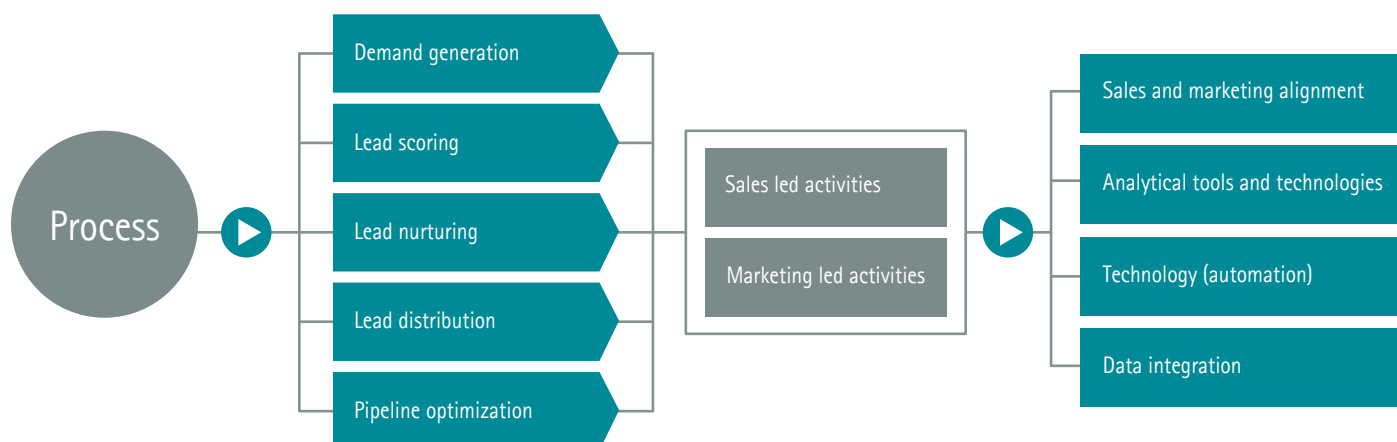 Process
Demand generation
Lead scoring
Lead nurturing
Lead distribution
Pipeline optimization
Sales led activities
Marketing led activities
Sales and marketing alignment
Analytical tools and technologies
Technology (automation)
Data integration